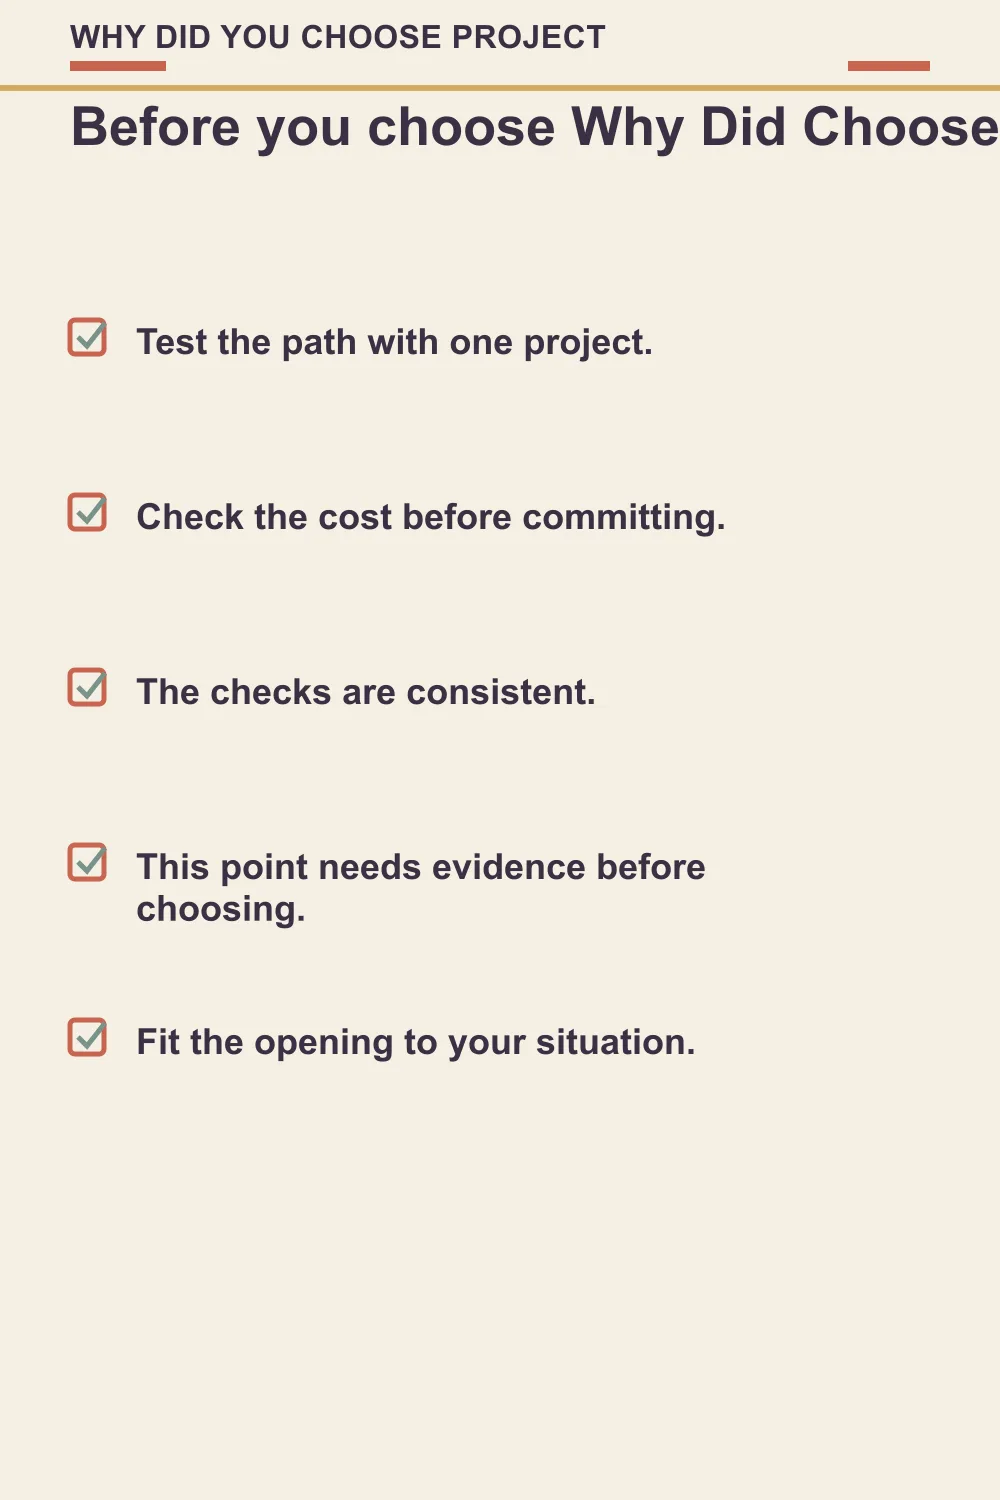 WHY DID YOU CHOOSE PROJECT
Before you choose Why Did Choose
Test the path with one project.
Check the cost before committing.
The checks are consistent.
This point needs evidence before
choosing.
Fit the opening to your situation.